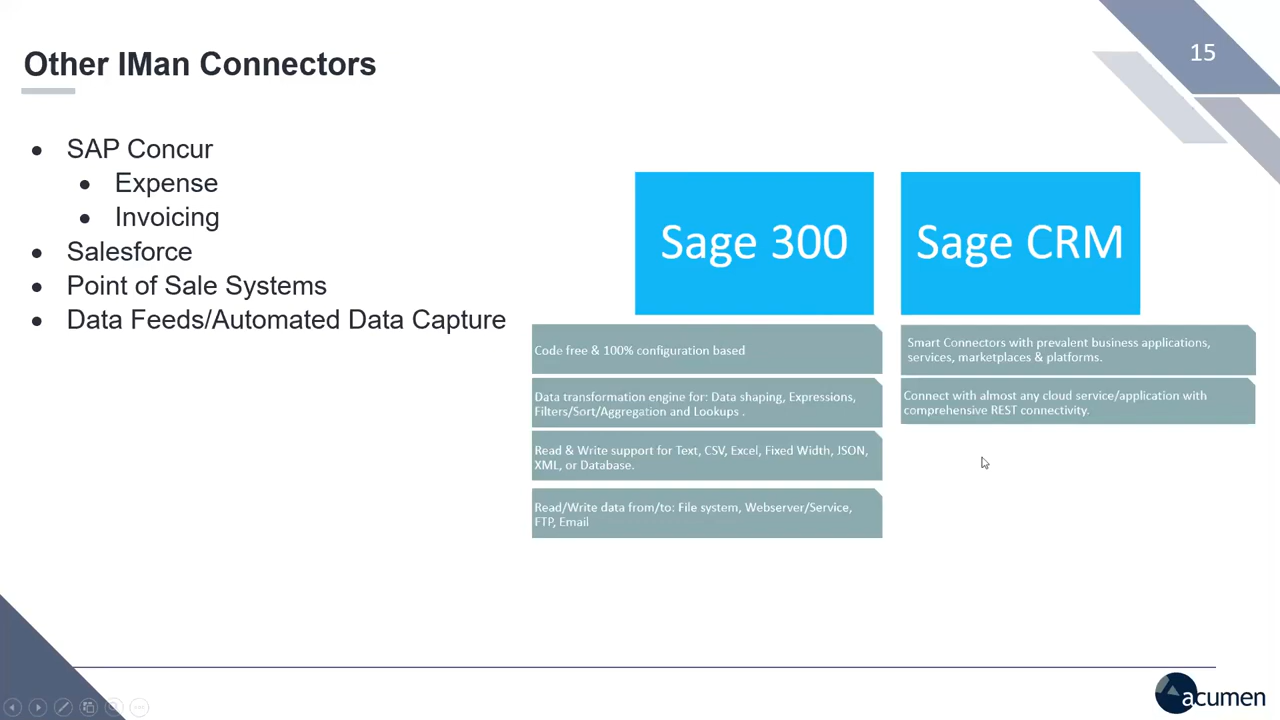 15
Other IMan Connectors
SAP Concur
Expense
Invoicing
Salesforce
Point of Sale Systems
Data Feeds/Automated Data Capture
Sage 300
Code free & 100% configuration based
Data transformation engine for: Data shaping, Expressions,
Filters/Sort/Aggregation and Lookups .
Read & Write support for Text, CSV, Excel, Fixed Width, JSON,
XML, or Database.
Read/Write data from/to: File system, Webserver/Service,
FTP, Email
Sage CRM
Smart Connectors with prevalent business applications,
services, marketplaces & platforms.
Connect with almost any cloud service/application with
comprehensive REST connectivity.
acumen